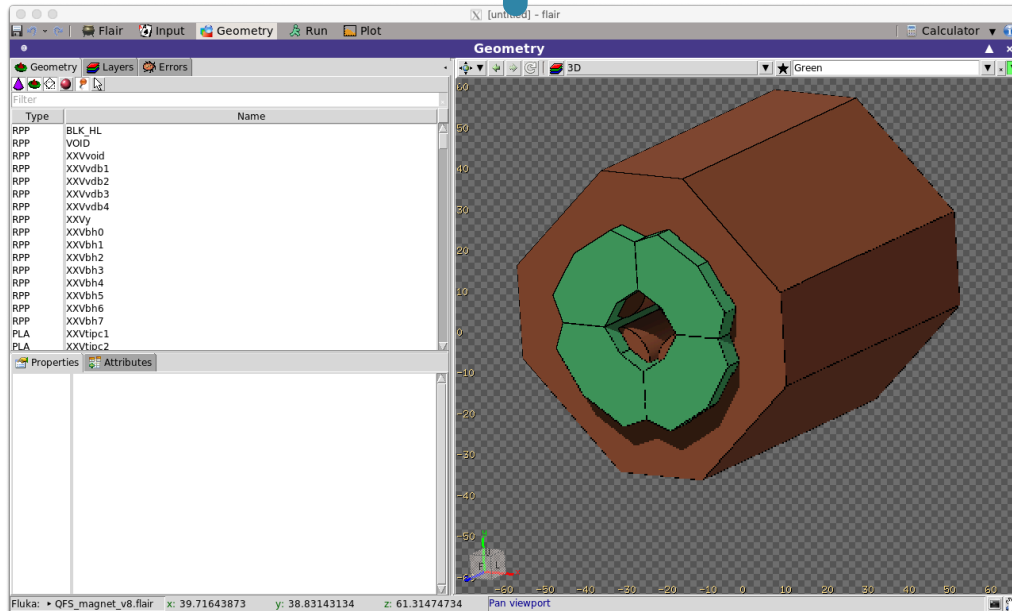 [untitled] - flair
Flair Input Geometry Run Plot Calculator
Geometry
Geometry Layers Errors
3D Green
Filter
Type Name
RPP BLK_HL
RPP VOID
RPP XXVvoid
RPP XXVvdb1
RPP XXVvdb2
RPP XXVvdb3
RPP XXVvdb4
RPP XXVy
RPP XXVbh0
RPP XXVbh1
RPP XXVbh2
RPP XXVbh3
RPP XXVbh4
RPP XXVbh5
RPP XXVbh6
RPP XXVbh7
PLA XXVtipc1
PLA XXVtipc2
Properties Attributes
60
50
40
30
20
10
0
-10
-20
-30
-40
-50
-60 -50 -40 -30 -20 -10 0 10 20 30 40 50 60
F L
Fluka: QFS_magnet_v8.flair x: 39.71643873 y: 38.83143134 z: 61.31474734 Pan viewport